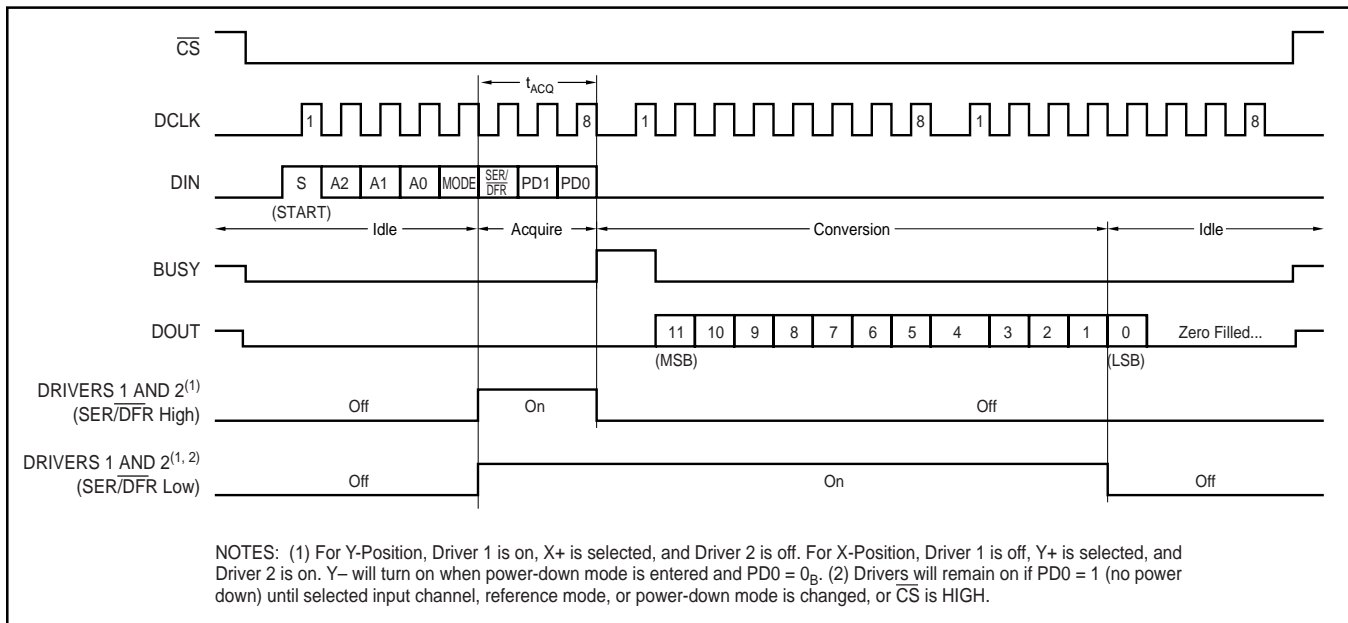 CS
tACQ
DCLK 1 8 1 8 1 8
DIN S A2 A1 A0 MODE SER/DFR PD1 PD0
(START)
Idle Acquire Conversion Idle
BUSY
DOUT 11 10 9 8 7 6 5 4 3 2 1 0 Zero Filled...
(MSB) (LSB)
DRIVERS 1 AND 2(1)
(SER/DFR High)
Off On Off
DRIVERS 1 AND 2(1, 2)
(SER/DFR Low)
Off On Off
NOTES: (1) For Y-Position, Driver 1 is on, X+ is selected, and Driver 2 is off. For X-Position, Driver 1 is off, Y+ is selected, and
Driver 2 is on. Y– will turn on when power-down mode is entered and PD0 = 0B. (2) Drivers will remain on if PD0 = 1 (no power
down) until selected input channel, reference mode, or power-down mode is changed, or CS is HIGH.